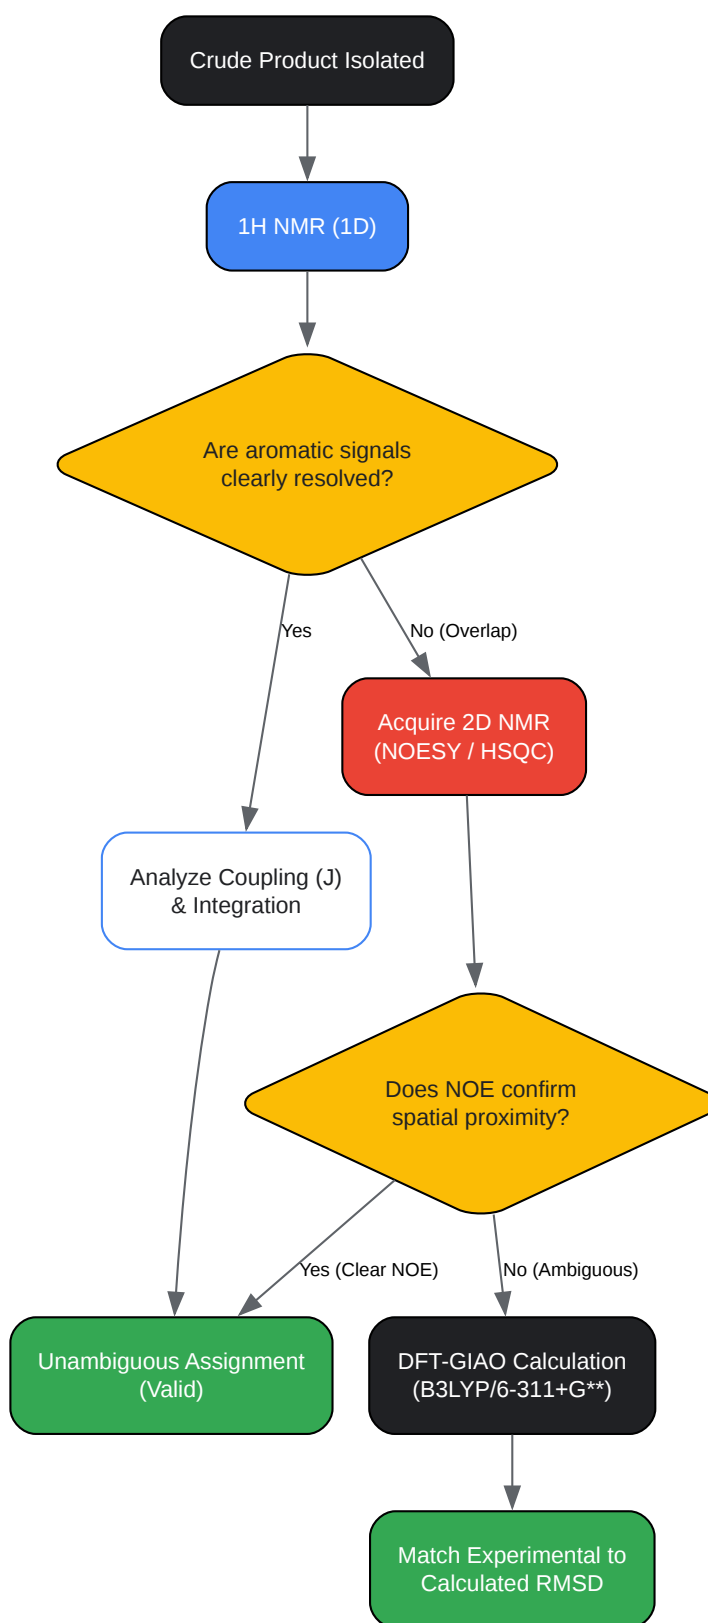 Crude Product Isolated
1H NMR (1D)
Are aromatic signals
clearly resolved?
Yes
No (Overlap)
Acquire 2D NMR
(NOESY / HSQC)
Analyze Coupling (J)
& Integration
Does NOE confirm
spatial proximity?
Yes (Clear NOE)
No (Ambiguous)
Unambiguous Assignment
(Valid)
DFT-GIAO Calculation
(B3LYP/6-311+G**)
Match Experimental to
Calculated RMSD